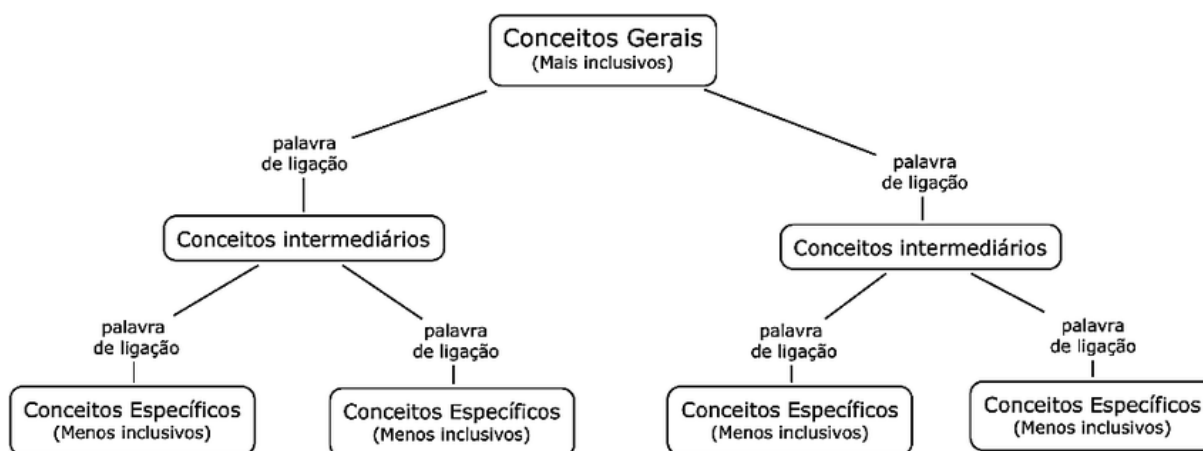 Conceitos Gerais
(Mais inclusivos)
palavra
de ligação
palavra
de ligação
Conceitos intermediários
Conceitos intermediários
palavra
de ligação
palavra
de ligação
palavra
de ligação
palavra
de ligação
Conceitos Específicos
(Menos inclusivos)
Conceitos Específicos
(Menos inclusivos)
Conceitos Específicos
(Menos inclusivos)
Conceitos Específicos
(Menos inclusivos)